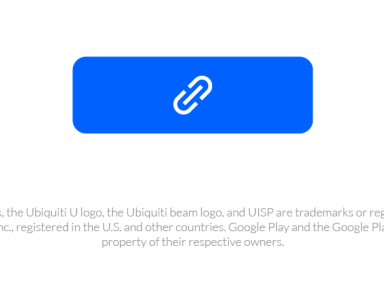 , the Ubiquiti U logo, the Ubiquiti beam logo, and UISP are trademarks or
nc., registered in the U.S. and other countries. Google Play and the Google
property of their respective owners.